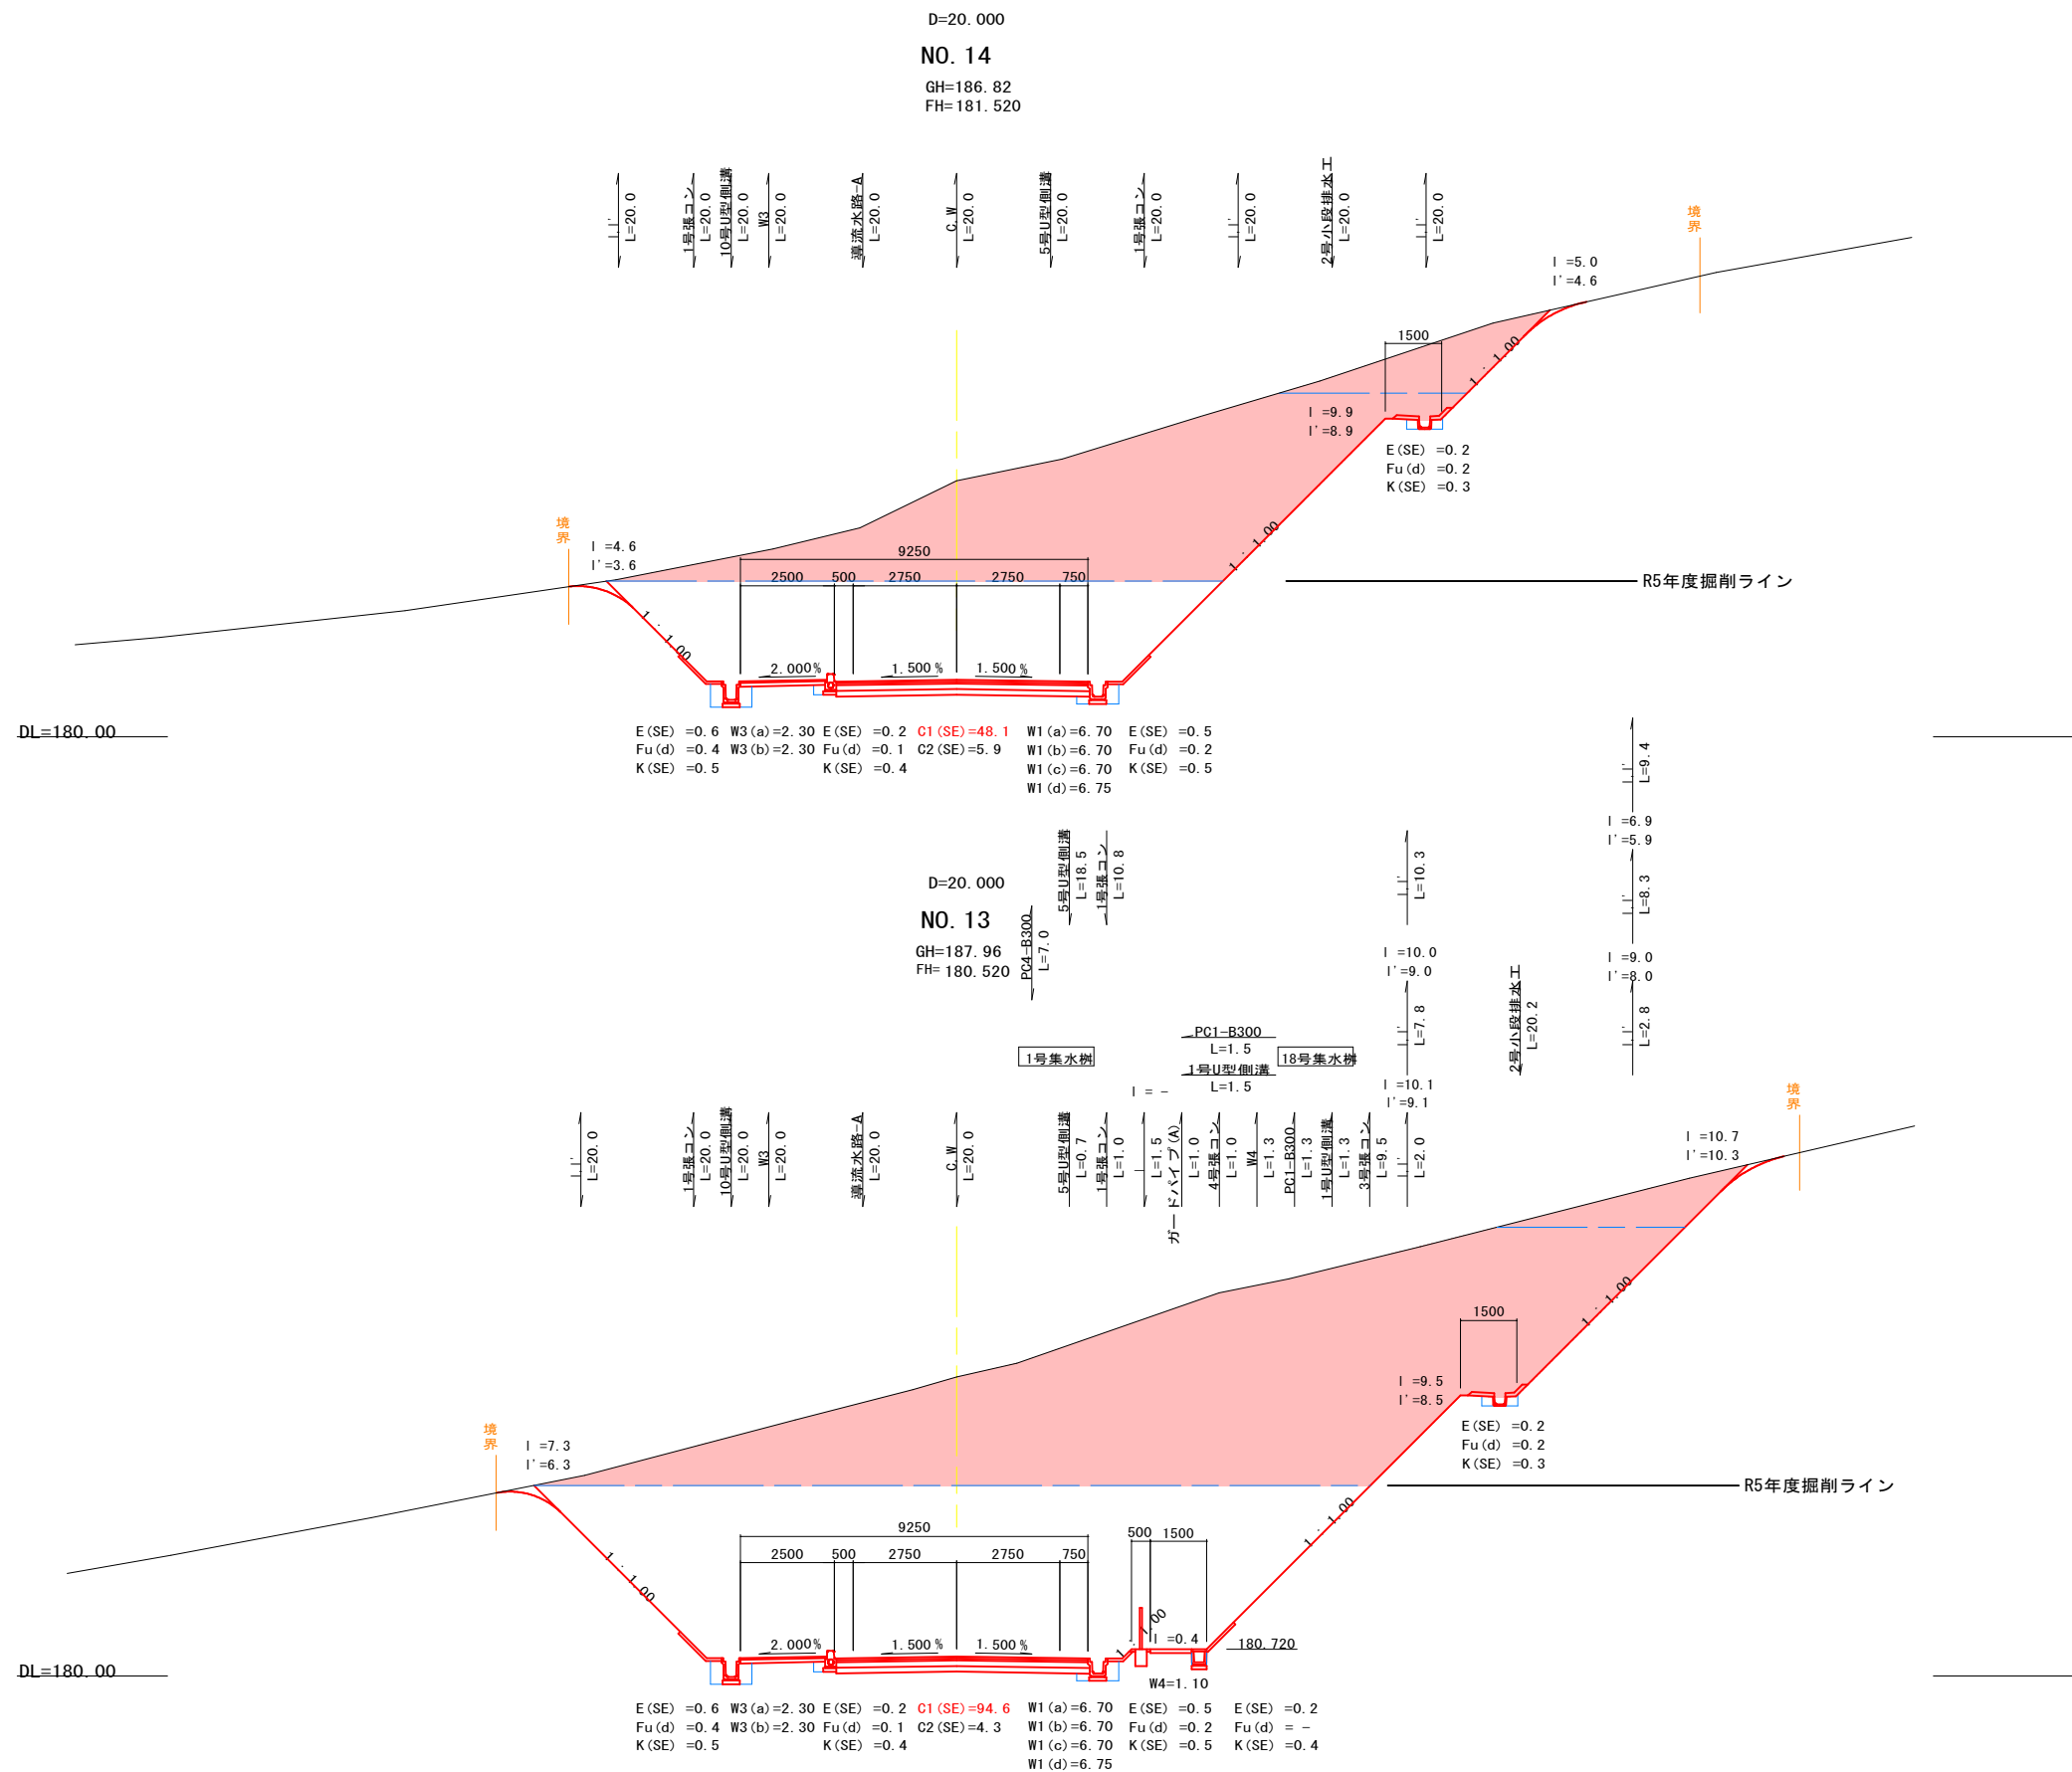 D=20.000
NO.14
GH=186.82
FH=181.520
L=20.0
1号張コン
L=20.0
10号U型側溝
L=20.0
W3
L=20.0
導流水路-A
L=20.0
C.W
L=20.0
5号U型側溝
L=20.0
1号張コン
L=20.0
l.l'
L=20.0
2号小段排水工
L=20.0
l.l'
L=20.0
境界
l =5.0
l'=4.6
1500
1 : 1.00
l =9.9
l'=8.9
E(SE) =0.2
Fu(d) =0.2
K(SE) =0.3
境界
l =4.6
l'=3.6
1 : 1.00
9250
2500 500 2750 2750 750
1 : 1.00
R5年度掘削ライン
2.000% 1.500% 1.500%
DL=180.00
E(SE) =0.6 W3(a)=2.30 E(SE) =0.2 C1(SE)=48.1 W1(a)=6.70 E(SE) =0.5
Fu(d) =0.4 W3(b)=2.30 Fu(d) =0.1 C2(SE)=5.9 W1(b)=6.70 Fu(d) =0.2
K(SE) =0.5 K(SE) =0.4 W1(c)=6.70 K(SE) =0.5
W1(d)=6.75
l.l'
L=9.4
l =6.9
l'=5.9
l.l'
L=8.3
l =9.0
l'=8.0
l.l'
L=2.8
D=20.000
NO.13
GH=187.96
FH=180.520
5号U型側溝
L=18.5
1号張コン
L=10.8
PC4-B300
L=7.0
l.l'
L=10.3
l =10.0
l'=9.0
l.l'
L=7.8
l =10.1
l'=9.1
2号小段排水工
L=20.2
1号集水桝
PC1-B300
L=1.5
1号U型側溝
L=1.5
18号集水桝
l = -
l.l'
L=20.0
1号張コン
L=20.0
10号U型側溝
L=20.0
W3
L=20.0
導流水路-A
L=20.0
C.W
L=20.0
5号U型側溝
L=0.7
1号張コン
L=1.0
l
L=1.5
ガードパイプ(A)
L=1.0
4号張コン
L=1.0
W4
L=1.3
PC1-B300
L=1.3
1号U型側溝
L=1.3
3号張コン
L=9.5
l.l'
L=2.0
境界
l =10.7
l'=10.3
1 : 1.00
1500
l =9.5
l'=8.5
E(SE) =0.2
Fu(d) =0.2
K(SE) =0.3
境界
l =7.3
l'=6.3
1 : 1.00
R5年度掘削ライン
1 : 1.00
9250
2500 500 2750 2750 750
500 1500
1 : 1.00
l =0.4
180.720
2.000% 1.500% 1.500%
W4=1.10
DL=180.00
E(SE) =0.6 W3(a)=2.30 E(SE) =0.2 C1(SE)=94.6 W1(a)=6.70 E(SE) =0.5 E(SE) =0.2
Fu(d) =0.4 W3(b)=2.30 Fu(d) =0.1 C2(SE)=4.3 W1(b)=6.70 Fu(d) =0.2 Fu(d) = -
K(SE) =0.5 K(SE) =0.4 W1(c)=6.70 K(SE) =0.5 K(SE) =0.4
W1(d)=6.75